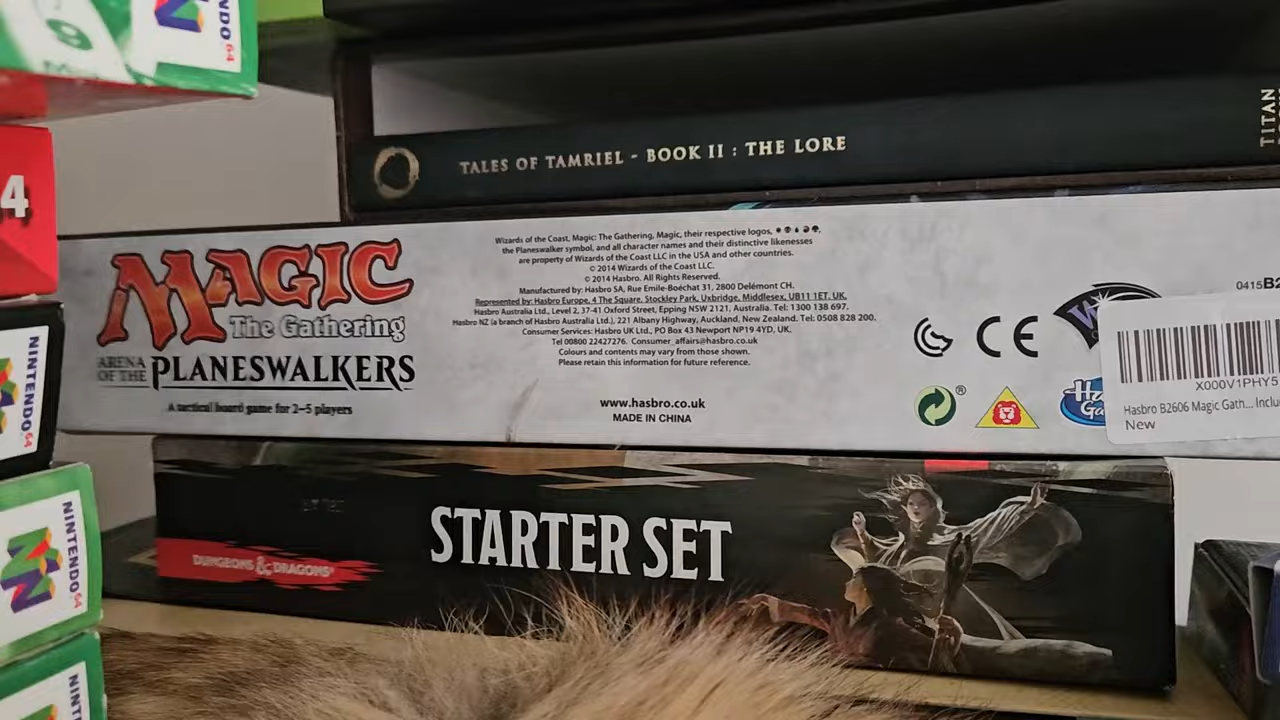 NINTENDO 64
TALES OF TAMRIEL - BOOK II : THE LORE
TITAN
4
MAGIC
The Gathering
ARENA OF THE PLANESWALKERS
A tactical board game for 2-5 players
Wizards of the Coast, Magic: The Gathering, their respective logos,
the Planeswalker symbol, and all character names and their distinctive likenesses
are property of Wizards of the Coast LLC in the USA and other countries.
© 2014 Wizards of the Coast LLC.
© 2014 Hasbro. All Rights Reserved.
Manufactured by: Hasbro SA, Rue Emile-Boéchat 31, 2800 Delémont CH.
Represented by: Hasbro Europe, 4 The Square, Stockley Park, Uxbridge, Middlesex, UB11 1ET. UK.
Hasbro Australia Ltd., Level 2, 37-41 Oxford Street, Epping NSW 2121, Australia. Tel: 1300 138 697.
Hasbro NZ (a branch of Hasbro Australia Ltd.), 221 Albany Highway, Auckland, New Zealand. Tel: 0508 828 200.
Consumer Services: Hasbro UK Ltd., PO Box 43 Newport NP19 4YD, UK.
Tel 00800 22427276. Consumer_affairs@hasbro.co.uk
Colours and contents may vary from those shown.
Please retain this information for future reference.
www.hasbro.co.uk
MADE IN CHINA
CE
®
0415B2
X000V1PHY5
Hasbro B2606 Magic Gath... Inclu
New
NINTENDO 64
DUNGEONS & DRAGONS®
STARTER SET
NINTENDO 64
NINT